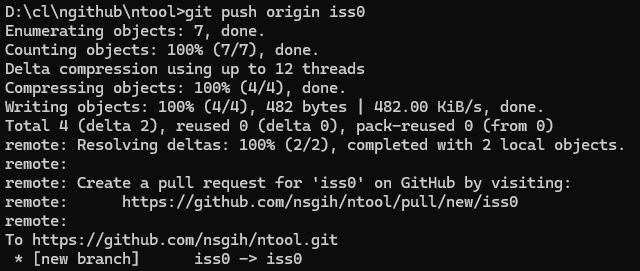 D:\cl\ngithub\ntool>git push origin iss0
Enumerating objects: 7, done.
Counting objects: 100% (7/7), done.
Delta compression using up to 12 threads
Compressing objects: 100% (4/4), done.
Writing objects: 100% (4/4), 482 bytes | 482.00 KiB/s, done.
Total 4 (delta 2), reused 0 (delta 0), pack-reused 0 (from 0)
remote: Resolving deltas: 100% (2/2), completed with 2 local objects.
remote:
remote: Create a pull request for 'iss0' on GitHub by visiting:
remote:      https://github.com/nsgih/ntool/pull/new/iss0
remote:
To https://github.com/nsgih/ntool.git
 * [new branch]      iss0 -> iss0